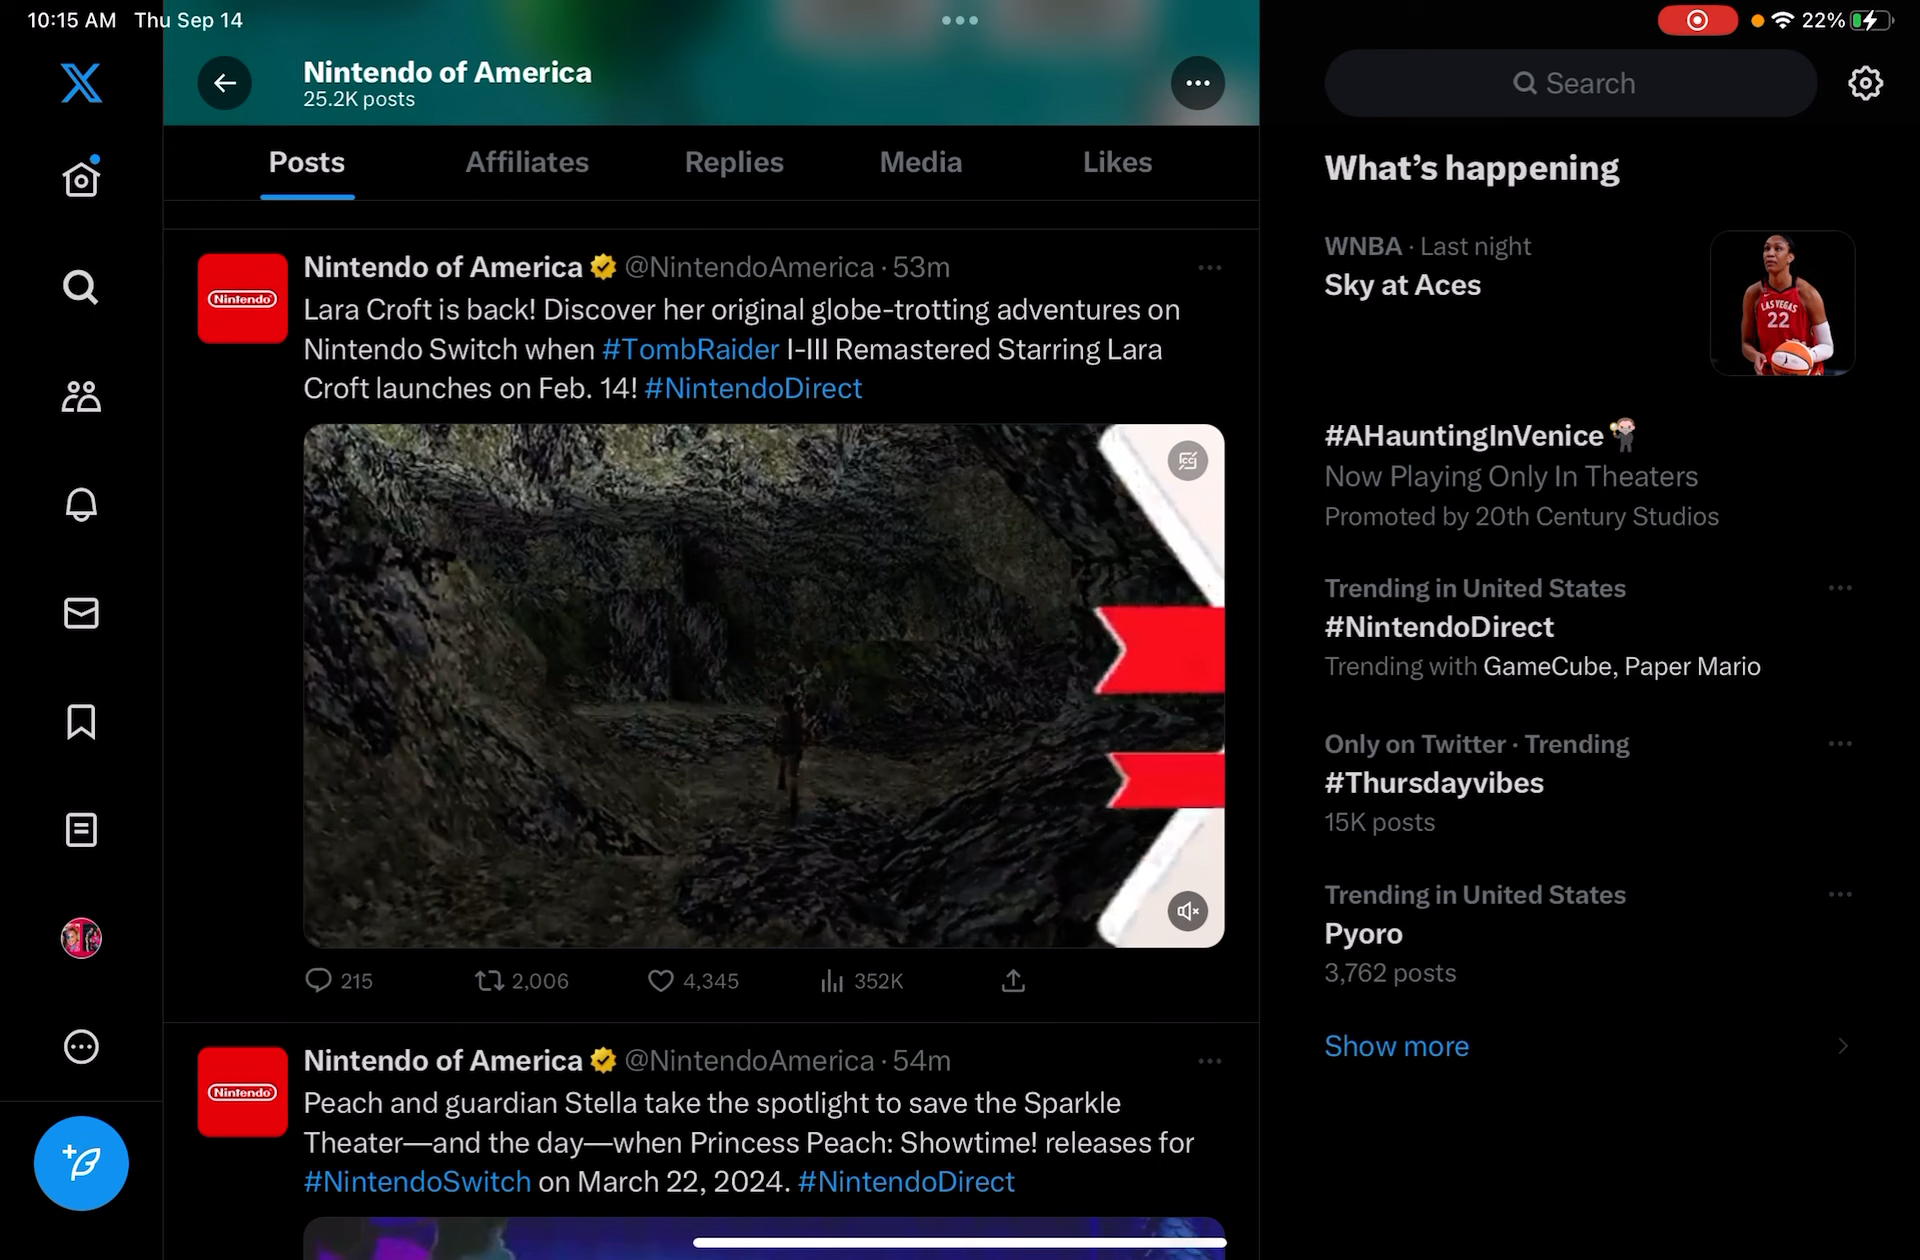 10:15 AM Thu Sep 14
22%
Nintendo of America
25.2K posts
Search
Posts Affiliates Replies Media Likes
Nintendo of America @NintendoAmerica · 53m
Nintendo
Lara Croft is back! Discover her original globe-trotting adventures on
Nintendo Switch when #TombRaider I-III Remastered Starring Lara
Croft launches on Feb. 14! #NintendoDirect
CC
215 2,006 4,345 352K
Nintendo of America @NintendoAmerica · 54m
Nintendo
Peach and guardian Stella take the spotlight to save the Sparkle
Theater—and the day—when Princess Peach: Showtime! releases for
#NintendoSwitch on March 22, 2024. #NintendoDirect
What's happening
WNBA · Last night
Sky at Aces
LAS VEGAS
22
#AHauntingInVenice
Now Playing Only In Theaters
Promoted by 20th Century Studios
Trending in United States
#NintendoDirect
Trending with GameCube, Paper Mario
Only on Twitter · Trending
#Thursdayvibes
15K posts
Trending in United States
Pyoro
3,762 posts
Show more